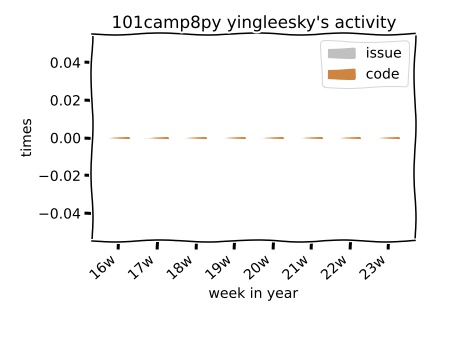 101camp8py yingleesky's activity
issue
code
0.04
0.02
0.00
−0.02
−0.04
times
16w
17w
18w
19w
20w
21w
22w
23w
week in year